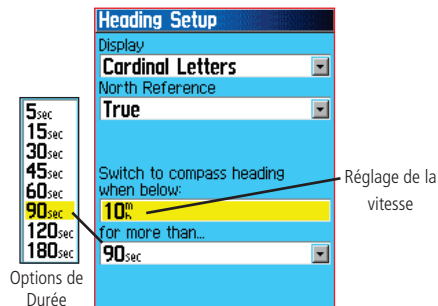 Heading Setup
Display
Cardinal Letters
North Reference
True
Switch to compass heading
when below:
10 m/h
for more than...
90sec
5sec
15sec
30sec
45sec
60sec
90sec
120sec
180sec
Options de
Durée
Réglage de la
vitesse